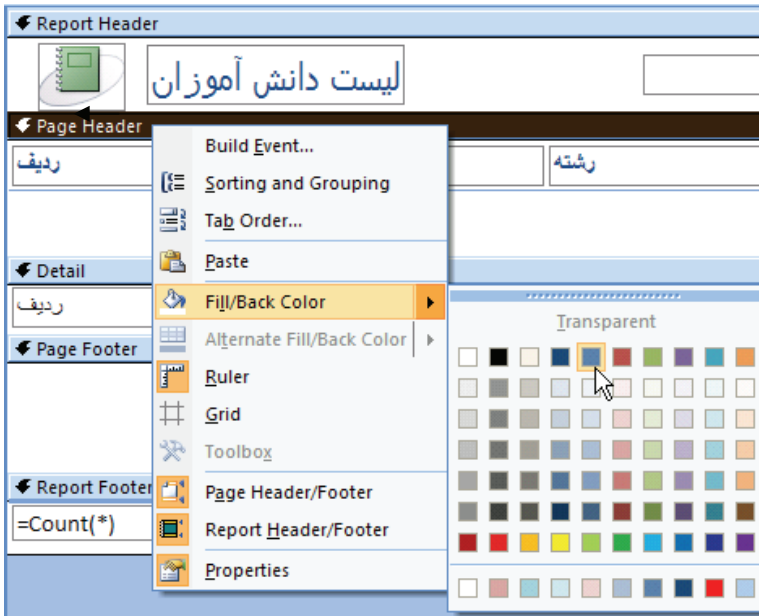 Report Header
لیست دانش آموزان
Page Header
ردیف
رشته
Build Event...
Sorting and Grouping
Tab Order...
Paste
Fill/Back Color
Transparent
Alternate Fill/Back Color
Ruler
Grid
Toolbox
Page Header/Footer
Report Header/Footer
Properties
Detail
ردیف
Page Footer
Report Footer
=Count(*)